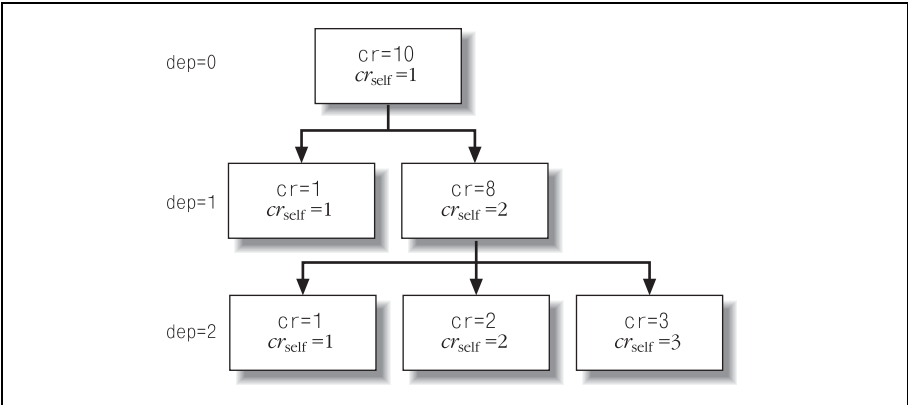 dep=0
cr=10
crself=1
dep=1
cr=1
crself=1
cr=8
crself=2
dep=2
cr=1
crself=1
cr=2
crself=2
cr=3
crself=3